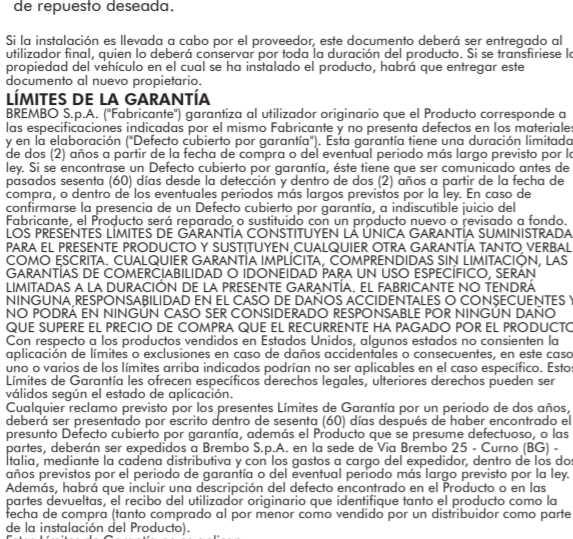 de repuesto deseada.
Si la instalación es llevada a cabo por el proveedor, este documento deberá ser entregado al
utilizador final, quien lo deberá conservar por toda la duración del producto. Si se transfiriese la
propiedad del vehículo en el cual se ha instalado el producto, habrá que entregar este
documento al nuevo propietario.
LÍMITES DE LA GARANTÍA
BREMBO S.p.A. ("Fabricante") garantiza al utilizador originario que el Producto corresponde a
las especificaciones indicadas por el mismo Fabricante y no presenta defectos en los materiales
y en la elaboración ("Defecto cubierto por garantía"). Esta garantía tiene una duración limitada
de dos (2) años a partir de la fecha de compra o del eventual periodo más largo previsto por la
ley. Si se encontrase un Defecto cubierto por garantía, éste tiene que ser comunicado antes de
pasados sesenta (60) días desde la detección y dentro de dos (2) años a partir de la fecha de
compra, o dentro de los eventuales periodos más largos previstos por la ley. En caso de
confirmarse la presencia de un Defecto cubierto por garantía, a indiscutible juicio del
Fabricante, el Producto será reparado o sustituido con un producto nuevo o revisado a fondo.
LOS PRESENTES LÍMITES DE GARANTÍA CONSTITUYEN LA ÚNICA GARANTÍA SUMINISTRADA
PARA EL PRESENTE PRODUCTO Y SUSTITUYEN CUALQUIER OTRA GARANTÍA TANTO VERBAL
COMO ESCRITA. CUALQUIER GARANTÍA IMPLÍCITA, COMPRENDIDAS SIN LIMITACIÓN, LAS
GARANTÍAS DE COMERCIABILIDAD O IDONEIDAD PARA UN USO ESPECÍFICO, SERÁN
LIMITADAS A LA DURACIÓN DE LA PRESENTE GARANTÍA. EL FABRICANTE NO TENDRÁ
NINGUNA RESPONSABILIDAD EN EL CASO DE DAÑOS ACCIDENTALES O CONSECUENTES Y
NO PODRÁ EN NINGÚN CASO SER CONSIDERADO RESPONSABLE POR NINGÚN DAÑO
QUE SUPERE EL PRECIO DE COMPRA QUE EL RECURRENTE HA PAGADO POR EL PRODUCTO.
Con respecto a los productos vendidos en Estados Unidos, algunos estados no consienten la
aplicación de límites o exclusiones en caso de daños accidentales o consecuentes, en este caso
uno o varios de los límites arriba indicados podrían no ser aplicables en el caso específico. Estos
Límites de Garantía les ofrecen específicos derechos legales, ulteriores derechos pueden ser
válidos según el estado de aplicación.
Cualquier reclamo previsto por los presentes Límites de Garantía por un periodo de dos años,
deberá ser presentado por escrito dentro de sesenta (60) días después de haber encontrado el
presunto Defecto cubierto por garantía, además el Producto que se presume defectuoso, o las
partes, deberán ser expedidos a Brembo S.p.A. en la sede de Via Brembo 25 - Curno (BG) -
Italia, mediante la cadena distributiva y con los gastos a cargo del expedidor, dentro de los dos
años previstos por el periodo de garantía o del eventual periodo más largo previsto por la ley.
Además, habrá que incluir una descripción del defecto encontrado en el Producto o en las
partes devueltas, el recibo del utilizador originario que identifique tanto el producto como la
fecha de compra (tanto comprado al por menor como vendido por un distribuidor como parte
de la instalación del Producto).
Estos Límites de Garantía no se aplican